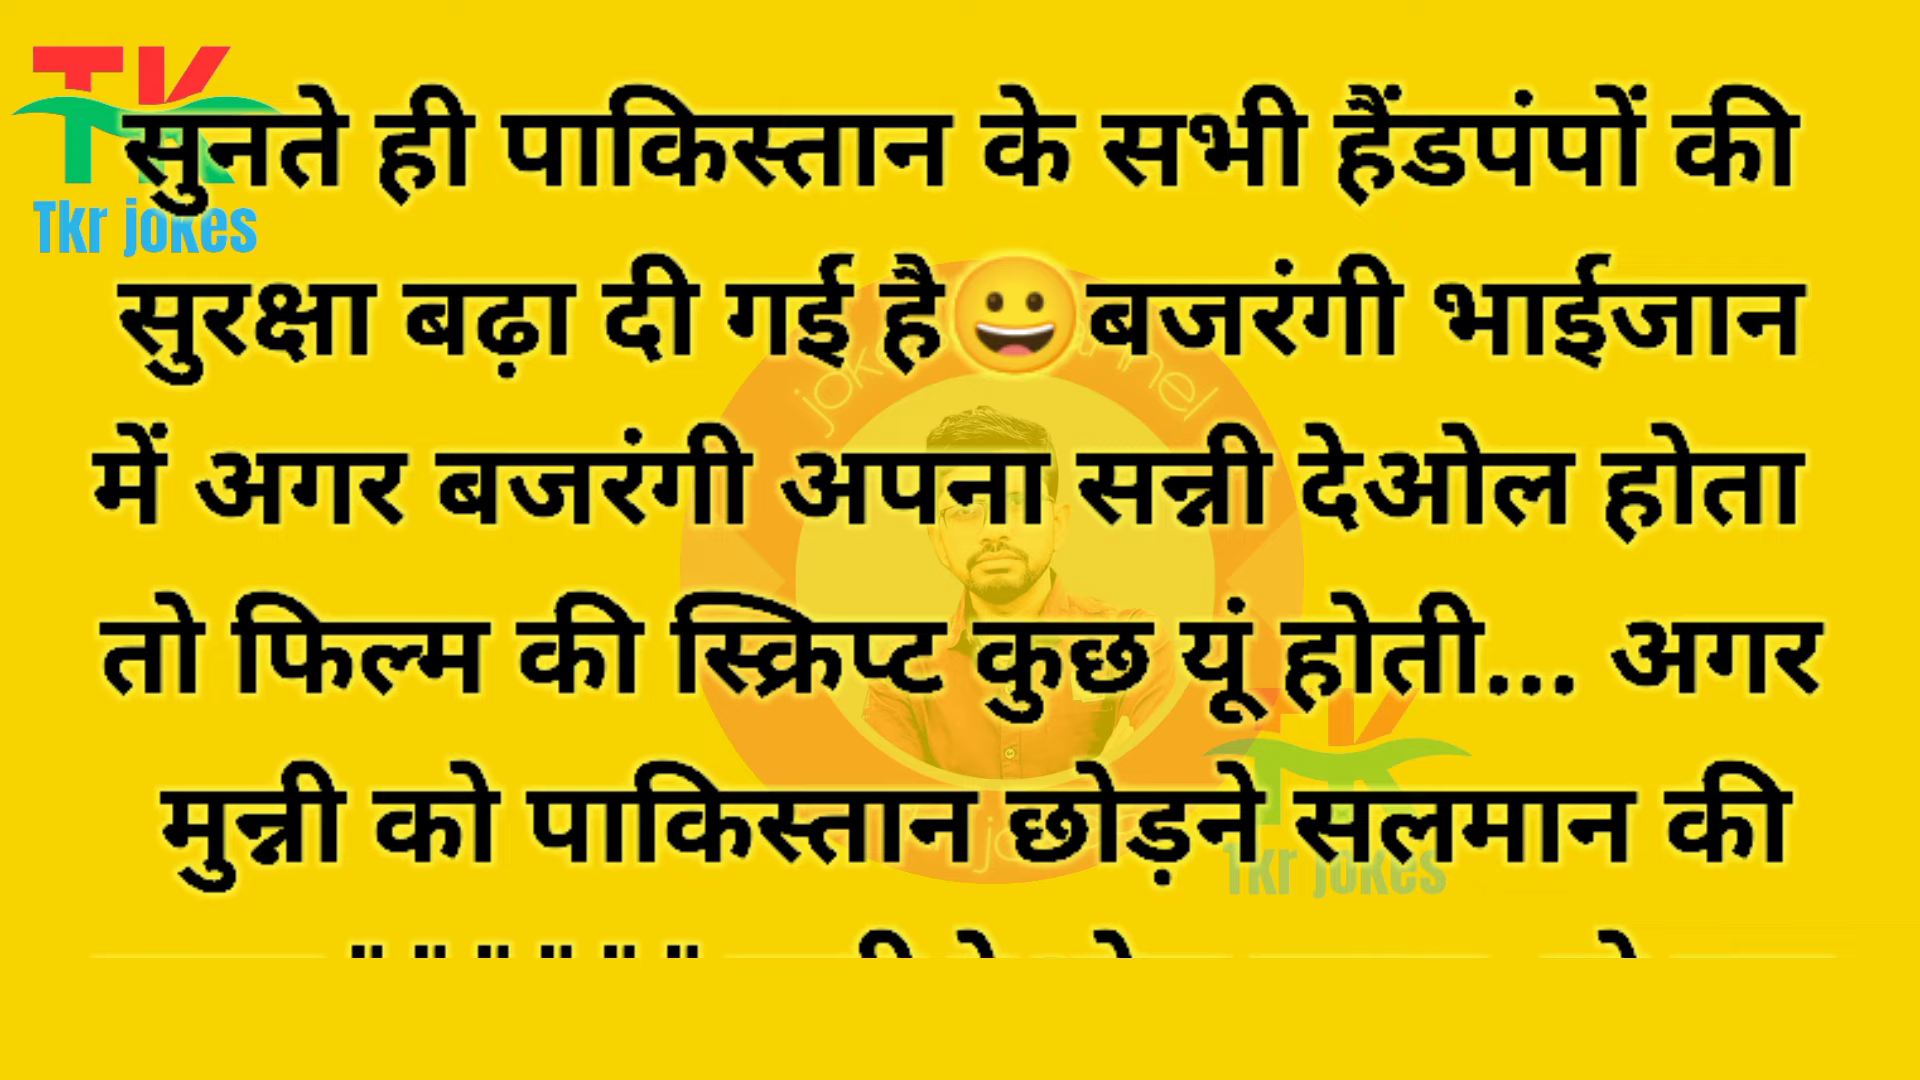 TK
Tkr jokes
सुनते ही पाकिस्तान के सभी हैंडपंपों की
सुरक्षा बढ़ा दी गई है😀बजरंगी भाईजान
में अगर बजरंगी अपना सन्नी देओल होता
तो फिल्म की स्क्रिप्ट कुछ यूं होती... अगर
मुन्नी को पाकिस्तान छोड़ने सलमान की
TK
Tkr jokes